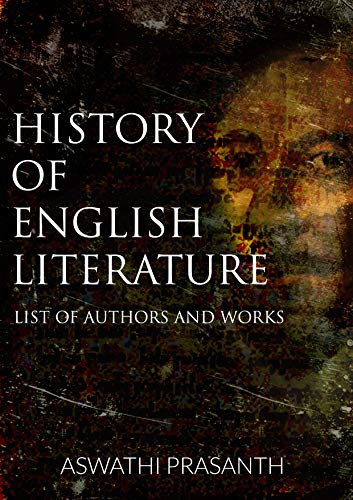 HISTORY
OF
ENGLISH
LITERATURE
LIST OF AUTHORS AND WORKS
ASWATHI PRASANTH